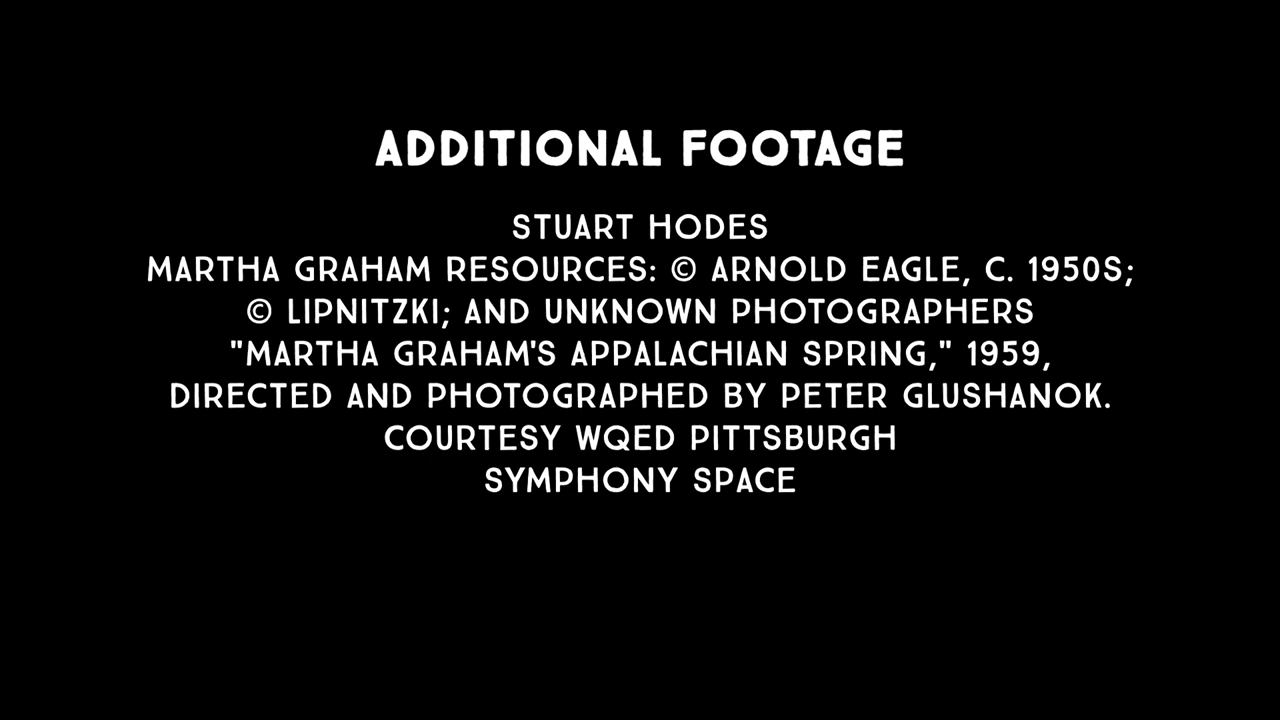 ADDITIONAL FOOTAGE
STUART HODES
MARTHA GRAHAM RESOURCES: © ARNOLD EAGLE, C. 1950S;
© LIPNITZKI; AND UNKNOWN PHOTOGRAPHERS
"MARTHA GRAHAM'S APPALACHIAN SPRING," 1959,
DIRECTED AND PHOTOGRAPHED BY PETER GLUSHANOK.
COURTESY WQED PITTSBURGH
SYMPHONY SPACE